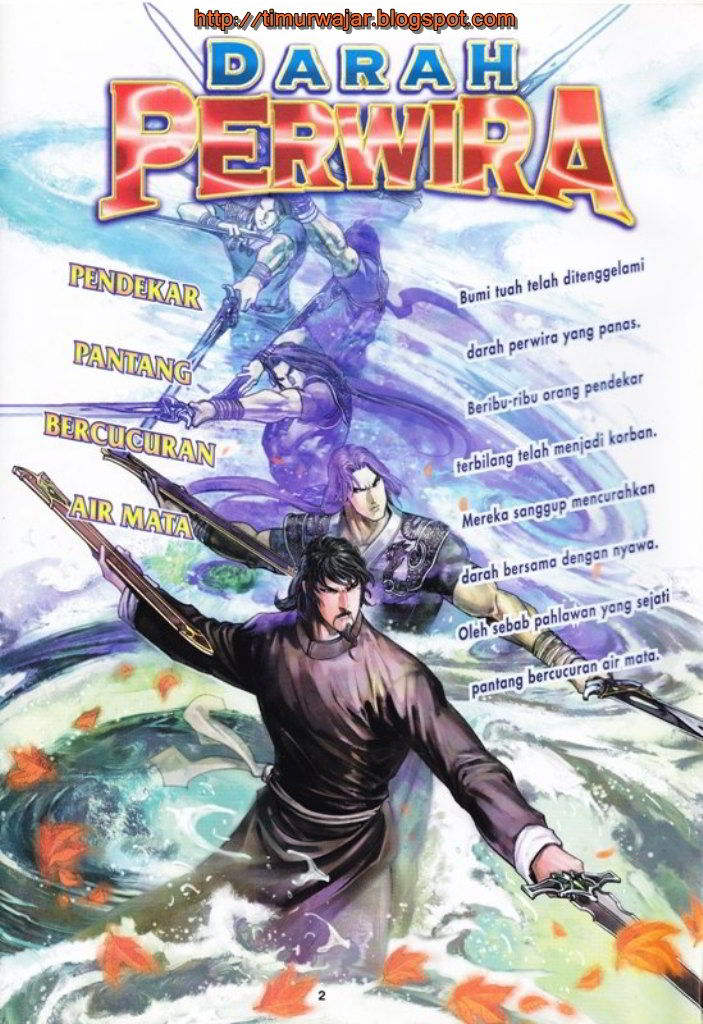 http://timurwajar.blogspot.com
DARAH
PERWIRA
PENDEKAR
PANTANG
BERCUCURAN
AIR MATA
Bumi tuah telah ditenggelami
darah perwira yang panas.
Beribu-ribu orang pendekar
terbilang telah menjadi korban.
Mereka sanggup mencurahkan
darah bersama dengan nyawa.
Oleh sebab pahlawan yang sejati
pantang bercucuran air mata.
2